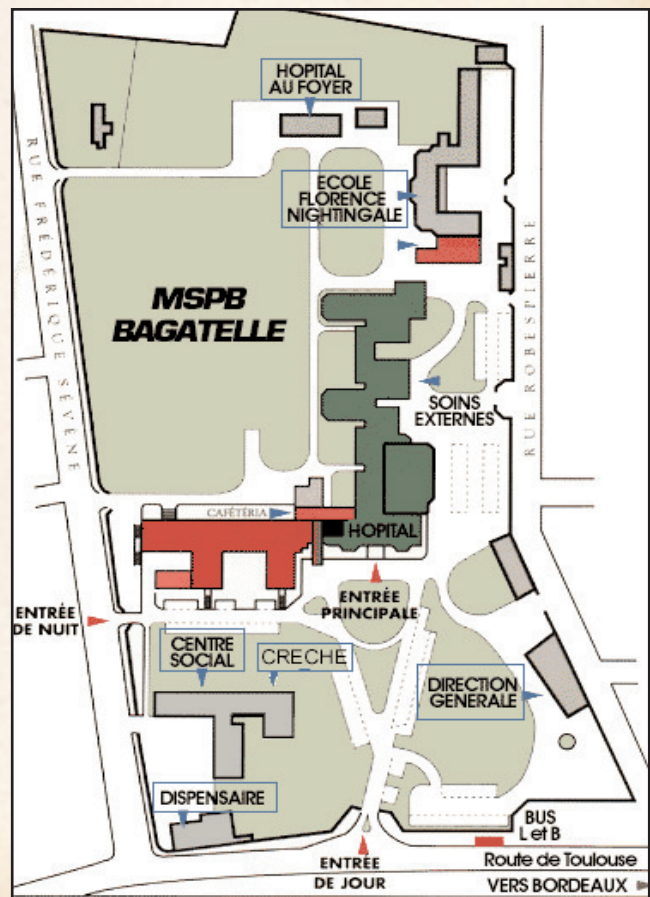 HOPITAL
AU FOYER
ECOLE
FLORENCE
NIGHTINGALE
RUE FRÉDÉRIQUE SÉVÈNE
MSPB
BAGATELLE
RUE ROBESPIERRE
SOINS
EXTERNES
CAFÉTÉRIA
HOPITAL
ENTRÉE
PRINCIPALE
ENTRÉE
DE NUIT
CENTRE
SOCIAL
CRECHE
DIRECTION
GENERALE
DISPENSAIRE
BUS
L et B
ENTRÉE
DE JOUR
Route de Toulouse
VERS BORDEAUX